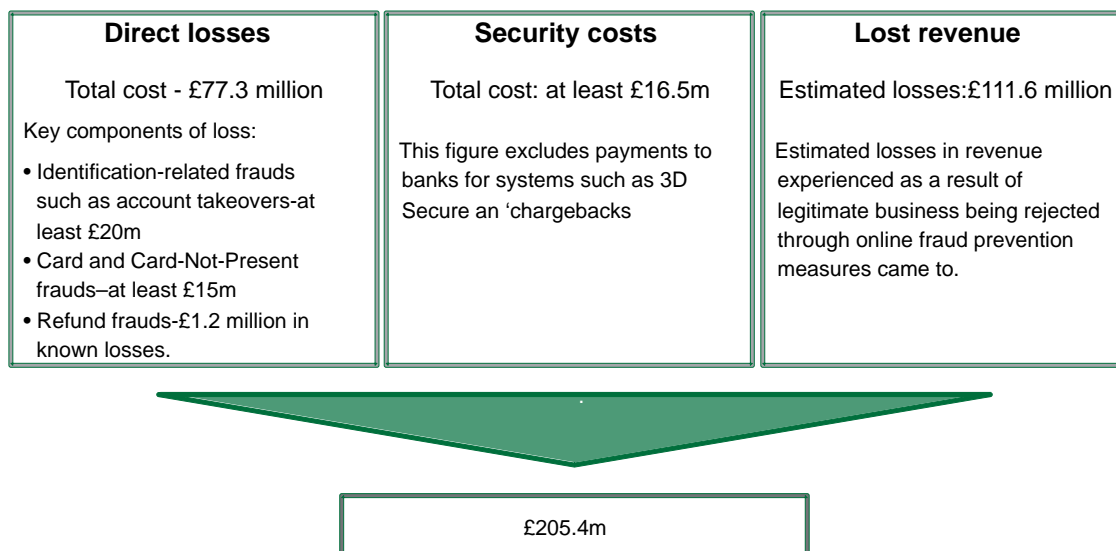 Direct losses
Total cost - £77.3 million
Key components of loss:
• Identification-related frauds
such as account takeovers-at
least £20m
• Card and Card-Not-Present
frauds–at least £15m
• Refund frauds-£1.2 million in
known losses.
Security costs
Total cost: at least £16.5m
This figure excludes payments to
banks for systems such as 3D
Secure an ‘chargebacks
Lost revenue
Estimated losses:£111.6 million
Estimated losses in revenue
experienced as a result of
legitimate business being rejected
through online fraud prevention
measures came to.
£205.4m